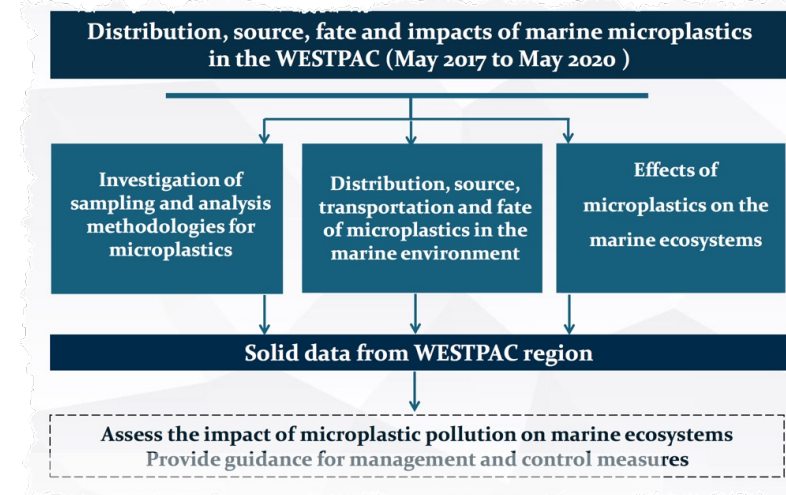 Distribution, source, fate and impacts of marine microplastics
in the WESTPAC (May 2017 to May 2020 )
Investigation of
sampling and analysis
methodologies for
microplastics
Distribution, source,
transportation and fate
of microplastics in the
marine environment
Effects of
microplastics on the
marine ecosystems
Solid data from WESTPAC region
Assess the impact of microplastic pollution on marine ecosystems
Provide guidance for management and control measures